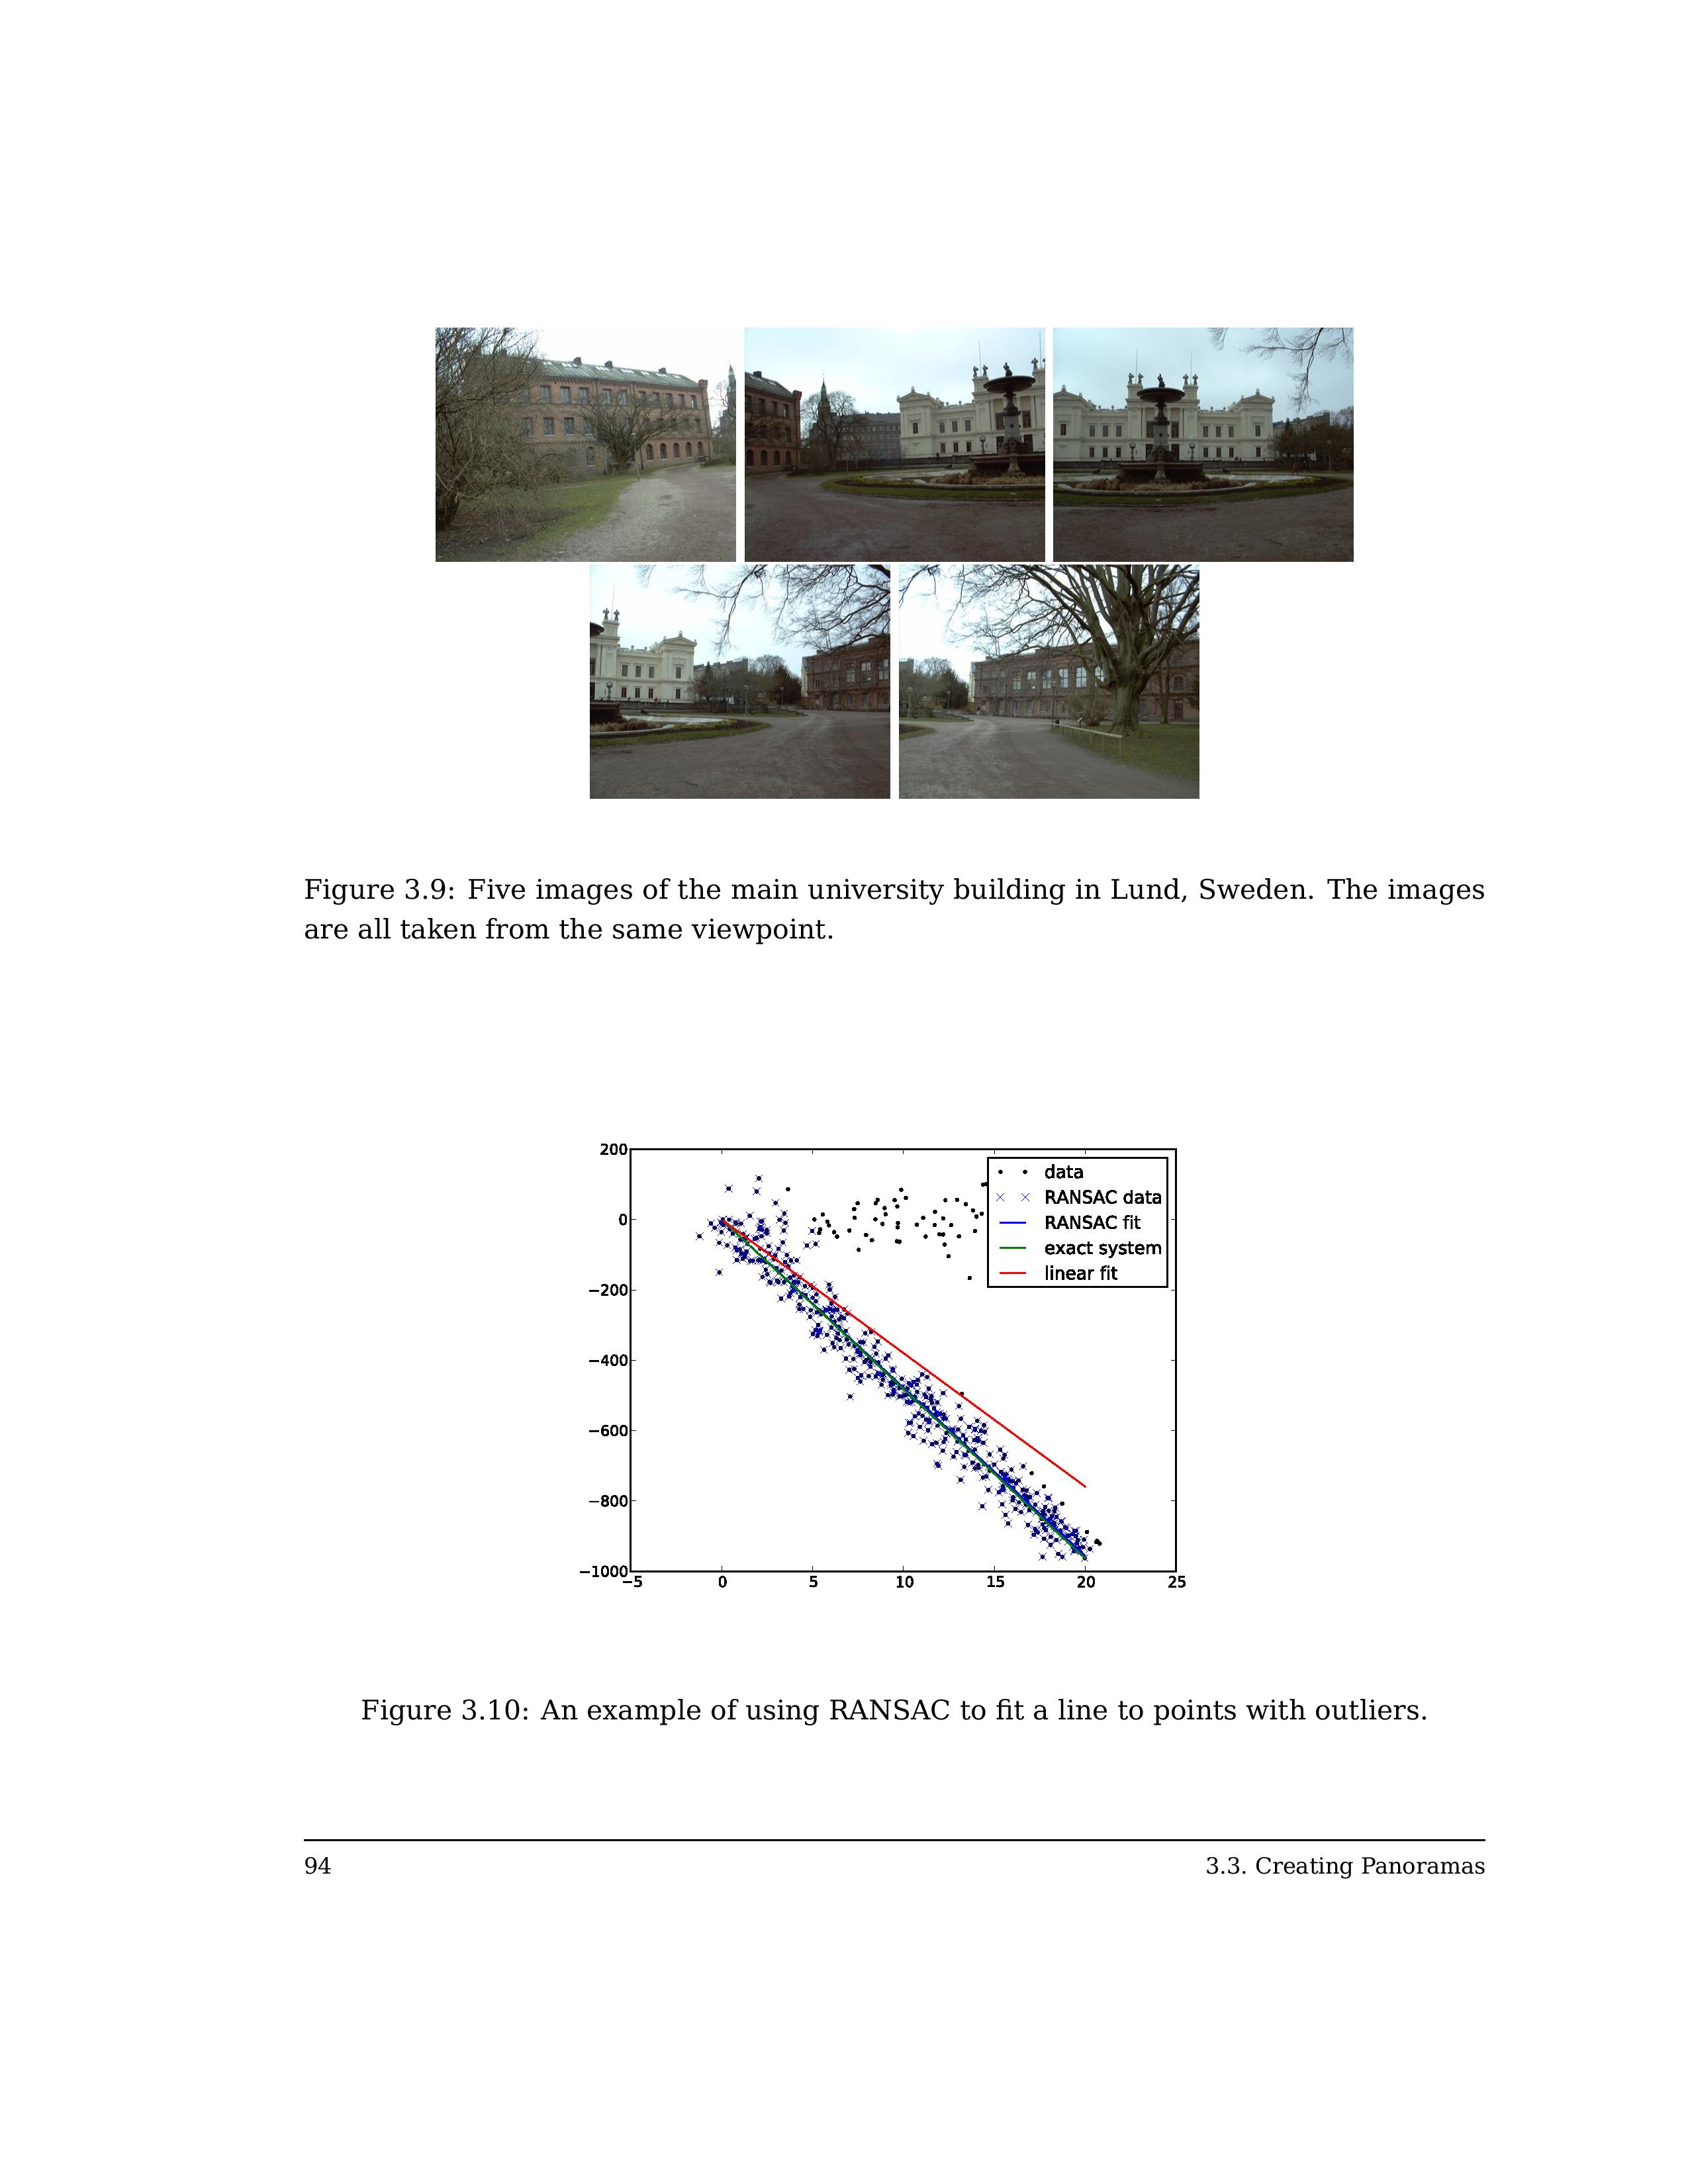 Figure 3.9: Five images of the main university building in Lund, Sweden. The images
are all taken from the same viewpoint.
200
0
−200
−400
−600
−800
−1000
−5
0
5
10
15
20
25
data
RANSAC data
RANSAC fit
exact system
linear fit
Figure 3.10: An example of using RANSAC to fit a line to points with outliers.
94
3.3. Creating Panoramas